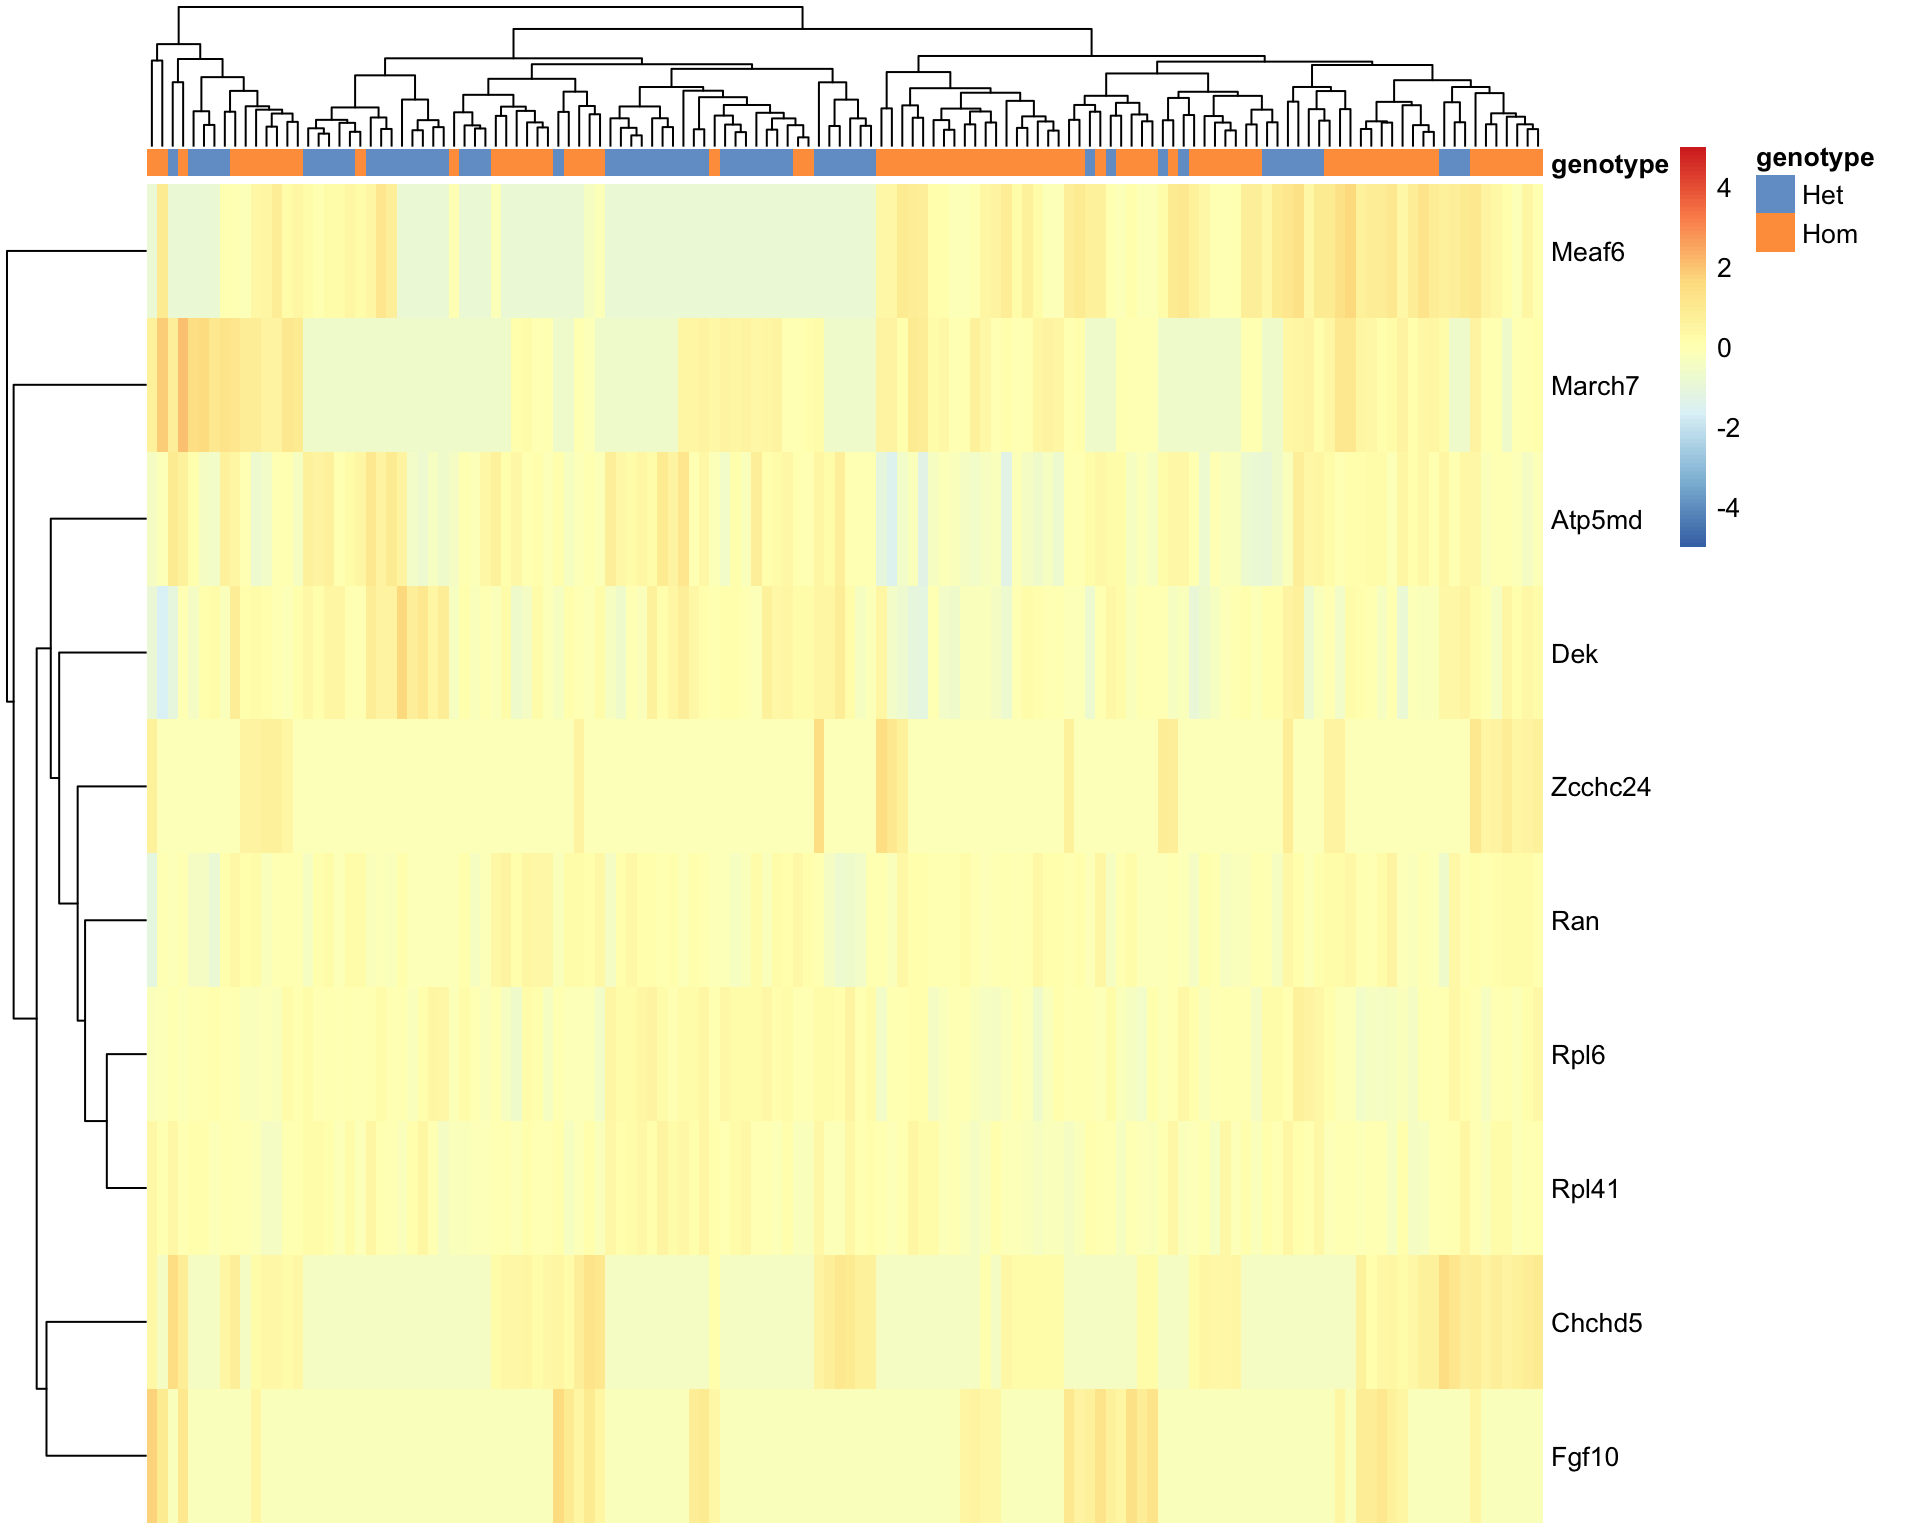 genotype
4
2
0
-2
-4
genotype
Het
Hom
Meaf6
March7
Atp5md
Dek
Zcchc24
Ran
Rpl6
Rpl41
Chchd5
Fgf10